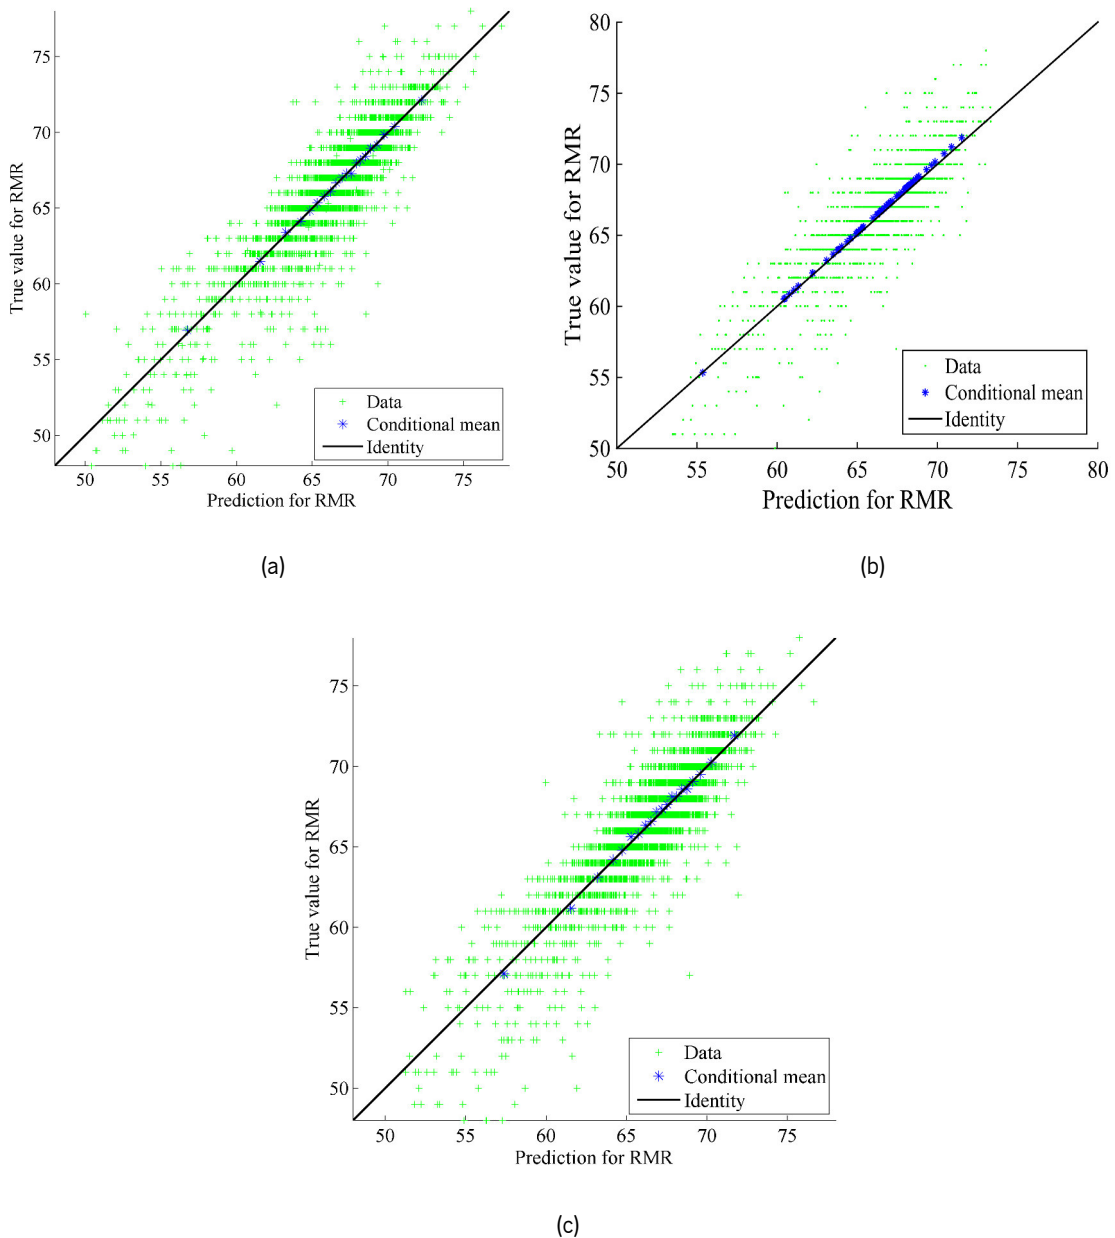 75
70
65
60
55
50
50
55
60
65
70
75
True value for RMR
Prediction for RMR
Data
Conditional mean
Identity
(a)
80
75
70
65
60
55
50
50
55
60
65
70
75
80
True value for RMR
Prediction for RMR
Data
Conditional mean
Identity
(b)
75
70
65
60
55
50
50
55
60
65
70
75
True value for RMR
Prediction for RMR
Data
Conditional mean
Identity
(c)